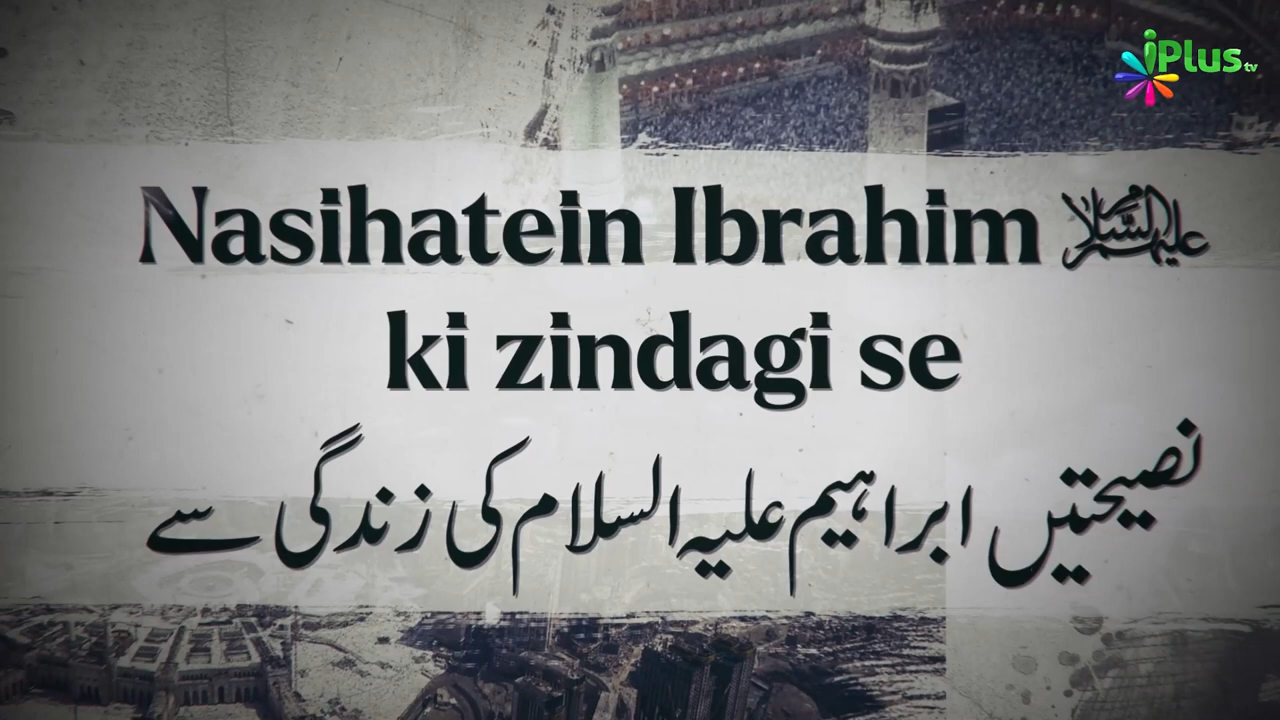 iPlus tv
Nasihatein Ibrahim عليه السلام
ki zindagi se
نصیحتیں ابراہیم علیہ السلام کی زندگی سے